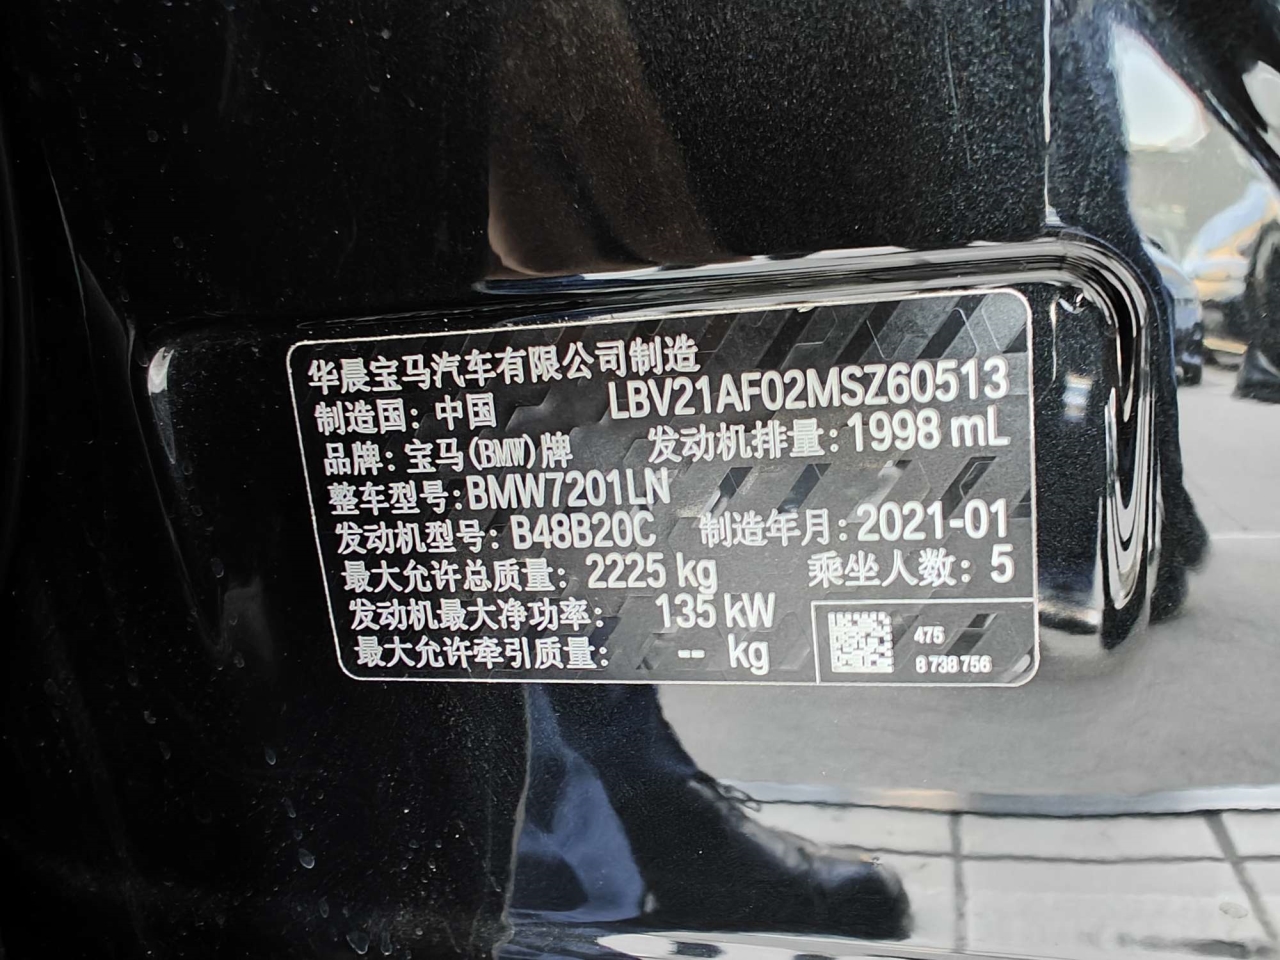 华晨宝马汽车有限公司制造
制造国：中国 LBV21AF02MSZ60513
品牌：宝马(BMW)牌 发动机排量：1998 mL
整车型号：BMW7201LN
发动机型号：B48B20C 制造年月：2021-01
最大允许总质量：2225 kg 乘坐人数：5
发动机最大净功率：135 kW
最大允许牵引质量：-- kg
475
8 738 756